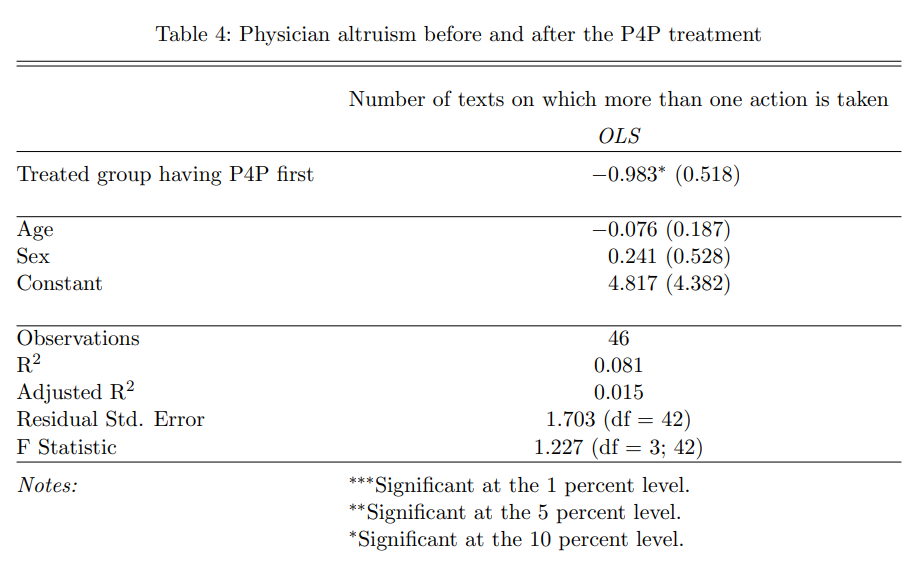 Table 4: Physician altruism before and after the P4P treatment
Number of texts on which more than one action is taken
OLS
Treated group having P4P first −0.983* (0.518)
Age −0.076 (0.187)
Sex 0.241 (0.528)
Constant 4.817 (4.382)
Observations 46
R² 0.081
Adjusted R² 0.015
Residual Std. Error 1.703 (df = 42)
F Statistic 1.227 (df = 3; 42)
Notes: ***Significant at the 1 percent level.
**Significant at the 5 percent level.
*Significant at the 10 percent level.